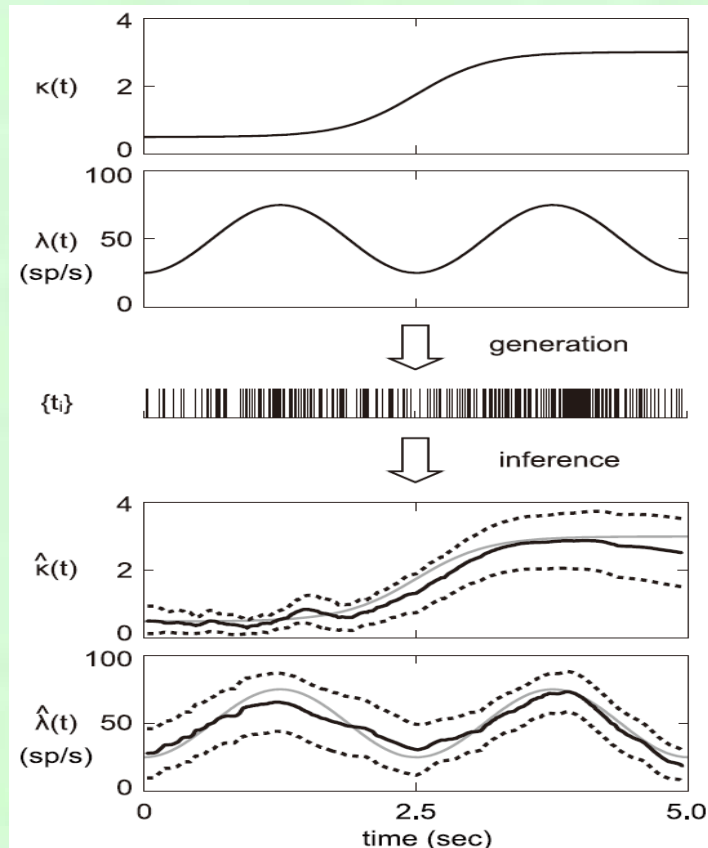 4
κ(t) 2
0
100
λ(t) 50
(sp/s)
0
generation
{tᵢ}
inference
4
κ̂(t) 2
0
100
λ̂(t) 50
(sp/s)
0
0 2.5 5.0
time (sec)